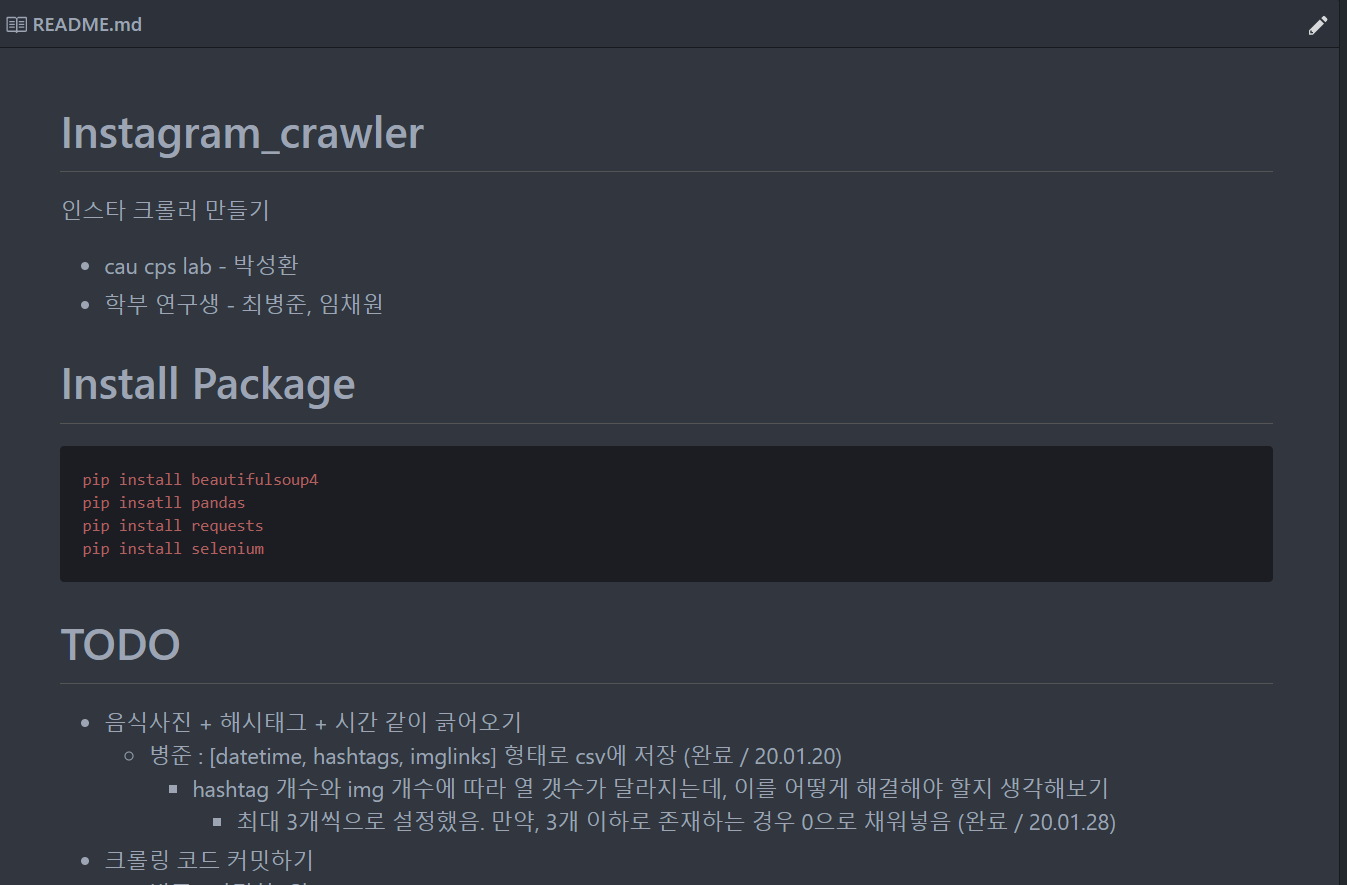 README.md
Instagram_crawler
인스타 크롤러 만들기
cau cps lab - 박성환
학부 연구생 - 최병준, 임채원
Install Package
pip install beautifulsoup4
pip insatll pandas
pip install requests
pip install selenium
TODO
음식사진 + 해시태그 + 시간 같이 긁어오기
병준 : [datetime, hashtags, imglinks] 형태로 csv에 저장 (완료 / 20.01.20)
hashtag 개수와 img 개수에 따라 열 갯수가 달라지는데, 이를 어떻게 해결해야 할지 생각해보기
최대 3개씩으로 설정했음. 만약, 3개 이하로 존재하는 경우 0으로 채워넣음 (완료 / 20.01.28)
크롤링 코드 커밋하기